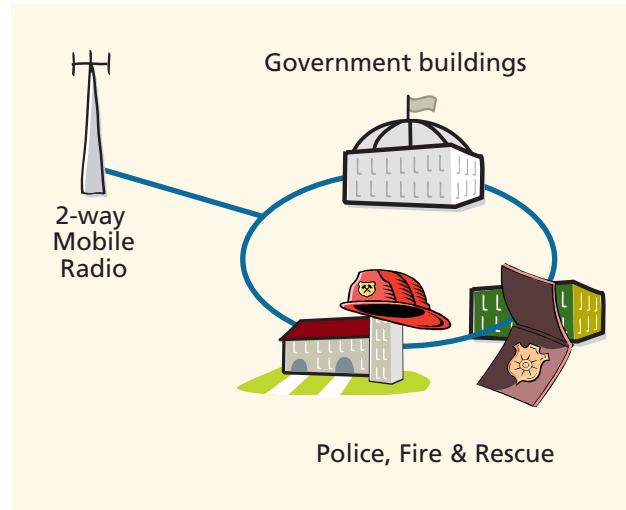 Government buildings
2-way
Mobile
Radio
Police, Fire & Rescue